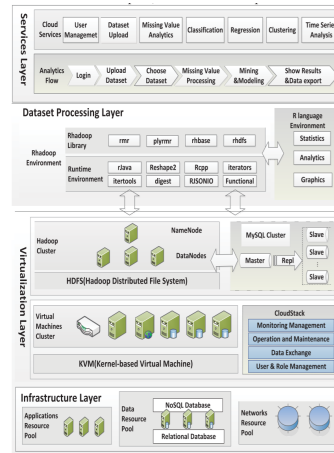 Services Layer
Cloud Services
User Managemet
Dataset Upload
Missing Value Analytics
Classification
Regression
Clustering
Time Serie Analysis
Analytics Flow
Login
Upload Dataset
Choose Dataset
Missing Value Processing
Mining &Modeling
Show Results &Data export
Dataset Processing Layer
R language Environment
Statistics
Analytics
Graphics
Rhadoop Environment
Rhadoop Library
rmr
plyrmr
rhbase
rhdfs
Runtime Environment
rJava
Reshape2
Rcpp
iterators
itertools
digest
RJSONIO
Functional
Virtualization Layer
Hadoop Cluster
NameNode
DataNodes
HDFS(Hadoop Distributed File System)
MySQL Cluster
Master
Repl
Slave
Slave
Slave
Virtual Machines Cluster
KVM(Kernel-based Virtual Machine)
CloudStack
Monitoring Management
Operation and Maintenance
Data Exchange
User & Role Management
Infrastructure Layer
Applications Resource Pool
Data Resource Pool
NoSQL Database
Relational Database
Networks Resource Pool